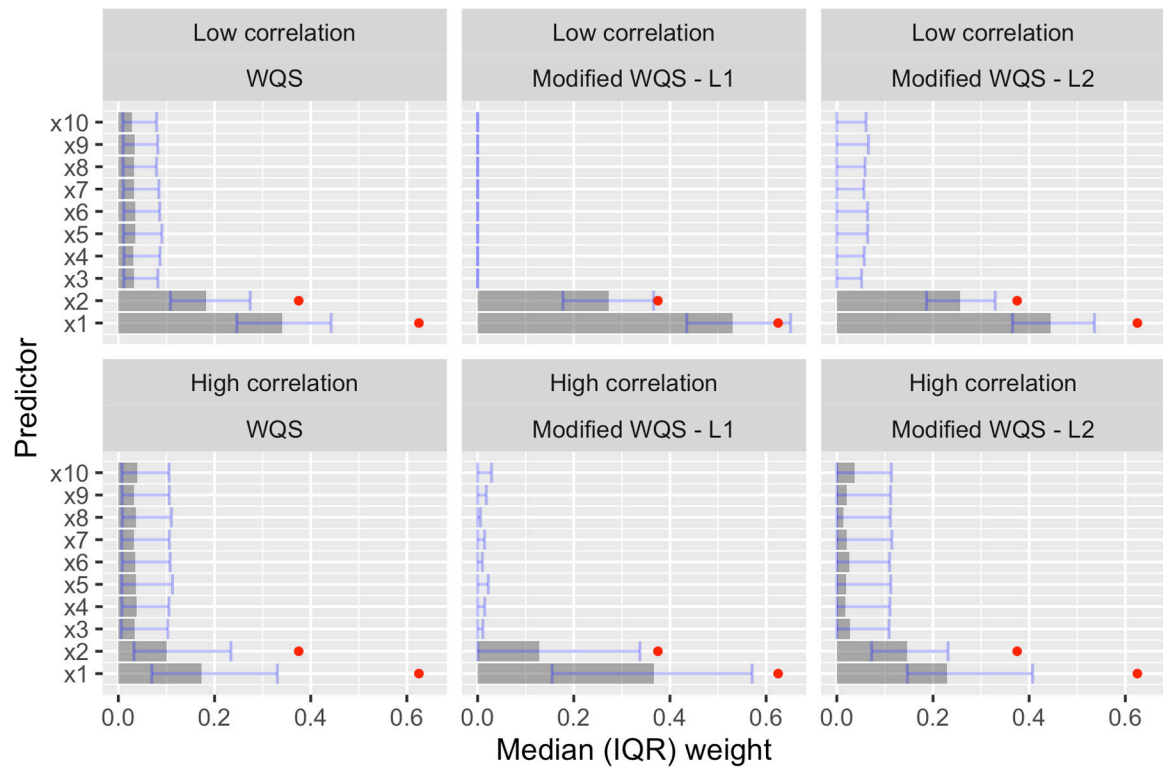 Low correlation
Low correlation
Low correlation
WQS
Modified WQS - L1
Modified WQS - L2
x10
x9
x8
x7
x6
x5
x4
x3
x2
x1
High correlation
High correlation
High correlation
WQS
Modified WQS - L1
Modified WQS - L2
x10
x9
x8
x7
x6
x5
x4
x3
x2
x1
Predictor
0.0 0.2 0.4 0.6
0.0 0.2 0.4 0.6
0.0 0.2 0.4 0.6
Median (IQR) weight